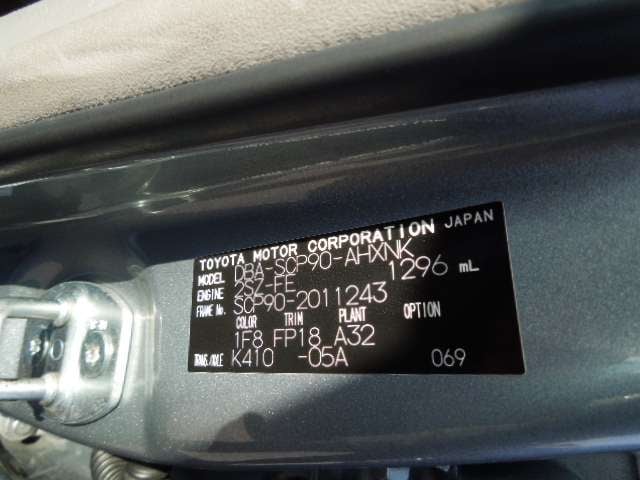 TOYOTA MOTOR CORPORATION JAPAN
MODEL DBA-SCP90-AHXNK
ENGINE 2SZ-FE 1296 mL
FRAME No. SCP90-2011243
COLOR TRIM PLANT OPTION
1F8 FP18 A32
TRANS./AXLE K410 -05A 069